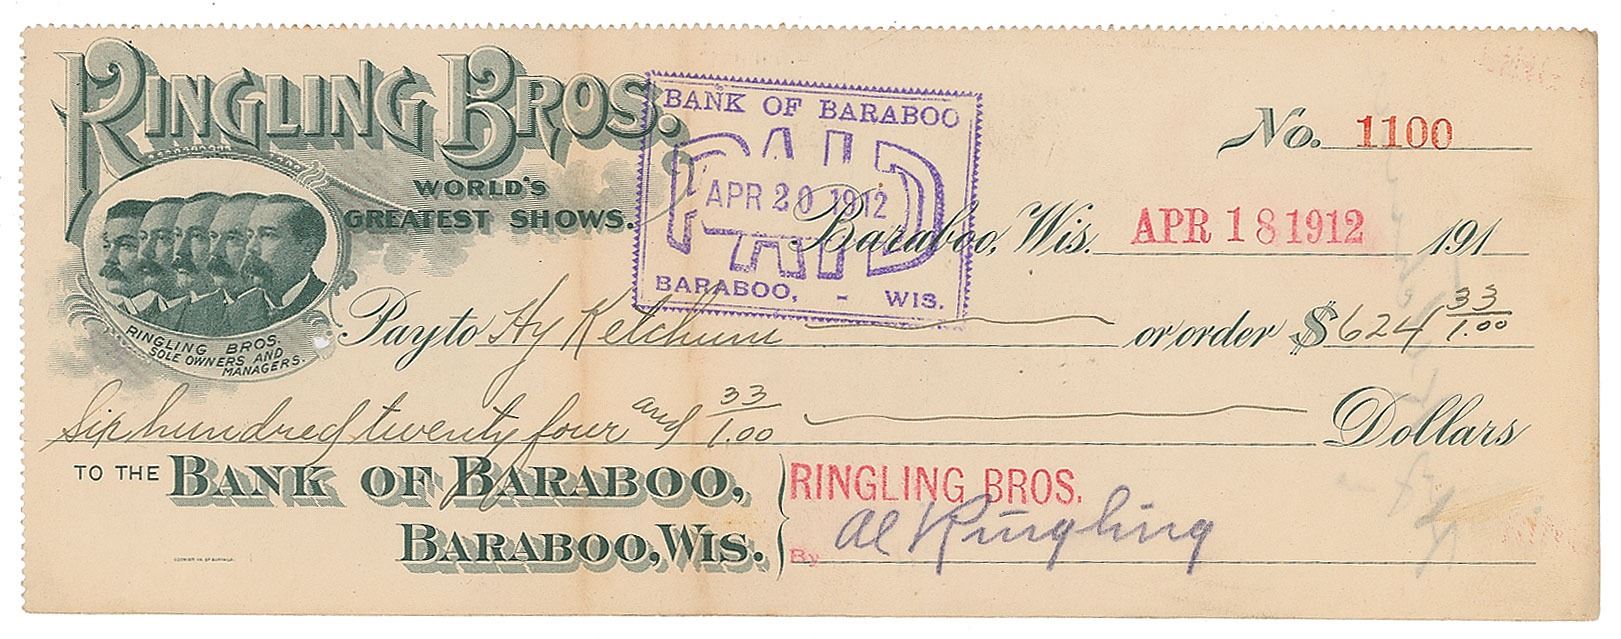 RINGLING BROS.
WORLD'S
GREATEST SHOWS.
RINGLING BROS.
SOLE OWNERS AND
MANAGERS.
BANK OF BARABOO
PAID
APR 20 1912
BARABOO, - WIS.
No. 1100
Baraboo, Wis. APR 18 1912 191
Pay to Hy Ketchum or order $624 33/1.00
Six hundred twenty four and 33/1.00 Dollars
TO THE BANK OF BARABOO,
BARABOO, WIS.
RINGLING BROS.
By Al Ringling